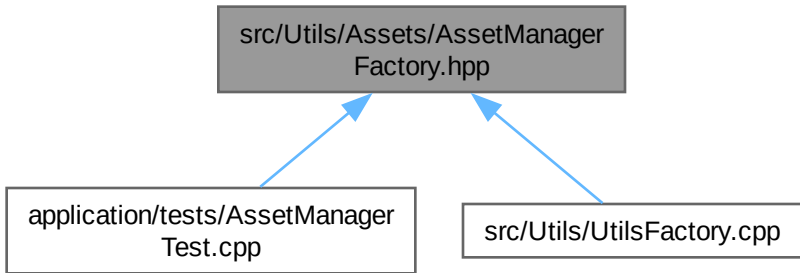 src/Utils/Assets/AssetManager
Factory.hpp
application/tests/AssetManager
Test.cpp
src/Utils/UtilsFactory.cpp